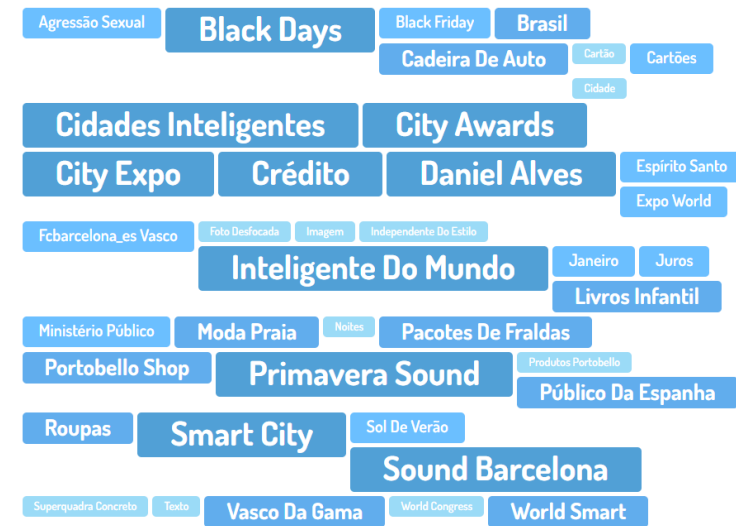 Agressão Sexual
Black Days
Black Friday
Brasil
Cadeira De Auto
Cartão
Cartões
Cidade
Cidades Inteligentes
City Awards
City Expo
Crédito
Daniel Alves
Espírito Santo
Expo World
Fcbarcelona_es Vasco
Foto Desfocada
Imagem
Independente Do Estilo
Inteligente Do Mundo
Janeiro
Juros
Livros Infantil
Ministério Público
Moda Praia
Noites
Pacotes De Fraldas
Portobello Shop
Primavera Sound
Produtos Portobello
Público Da Espanha
Roupas
Smart City
Sol De Verão
Sound Barcelona
Superquadra Concreto
Texto
Vasco Da Gama
World Congress
World Smart